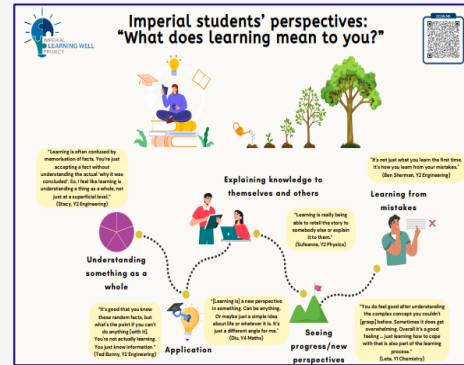 IMPERIAL
LEARNING WELL
PROJECT
Imperial students' perspectives:
"What does learning mean to you?"
SCAN ME
"Learning is often confused by
memorisation of facts. You're just
accepting a fact without
understanding the actual 'why it was
concluded'. So, I feel like learning is
understanding a thing as a whole, not
just at a superficial level."
(Stacy, Y2 Engineering)
Understanding
something as a
whole
"It's good that you know
these random facts, but
what's the point if you can't
do anything [with it].
You're not actually learning.
You just know information."
(Ted Bunny, Y2 Engineering)
Application
"[Learning is] a new perspective
in something. Can be anything.
Or maybe just a simple idea
about life or whatever it is. It's
just a different angle for me."
(Diu, Y4 Maths)
Explaining knowledge to
themselves and others
"Learning is really being
able to retell the story to
somebody else or explain
it to them."
(Sufeanne, Y2 Physics)
Seeing
progress/new
perspectives
"You do feel good after understanding
the complex concept you couldn't
[grasp] before. Sometimes it does get
overwhelming. Overall it's a good
feeling ... just learning how to cope
with that is also part of the learning
process."
(Leta, Y1 Chemistry)
"It's not just what you learn the first time.
It's how you learn from your mistakes."
(Ben Sherman, Y2 Engineering)
Learning from
mistakes